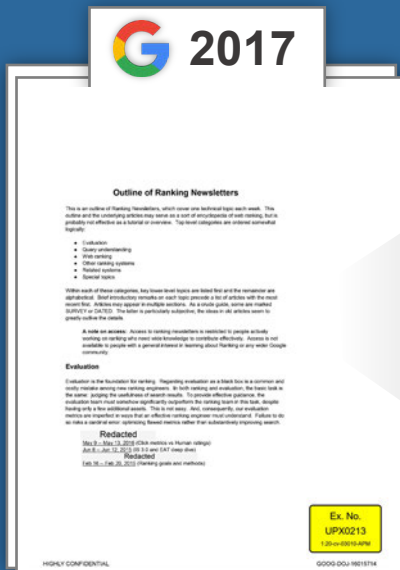 G 2017
Outline of Ranking Newsletters
This is an outline of Ranking Newsletters, which cover one technical topic each week. This
outline and the underlying articles may serve as a sort of encyclopedia of web ranking, but is
probably not effective as a tutorial or overview. Top-level categories are ordered somewhat
logically:
● Evaluation
● Query understanding
● Web ranking
● Other ranking systems
● Related systems
● Special topics
Within each of these categories, key lower-level topics are listed first and the remainder are
alphabetical. Brief introductory remarks on each topic precede a list of articles with the most
recent first. Articles may appear in multiple sections. As a crude guide, some are marked
SURVEY or DATED. The latter is particularly subjective; the ideas in old articles seem to
greatly outlive the details.
A note on access: Access to ranking newsletters is restricted to people actively
working on ranking who need wide knowledge to contribute effectively. Access is not
available to people with a general interest in learning about Ranking or any wider Google
community.
Evaluation
Evaluation is the foundation for ranking. Regarding evaluation as a black box is a common and
costly mistake among new ranking engineers. In both ranking and evaluation, the basic task is
the same: judging the usefulness of search results. To provide effective guidance, the
evaluation team must somehow significantly outperform the ranking team in this task, despite
having only a few additional assets. This is not easy. And, consequently, our evaluation
metrics are imperfect in ways that an effective ranking engineer must understand. Failure to do
so risks a cardinal error: optimizing flawed metrics rather than substantively improving search.
Redacted
May 9 – May 13, 2016 (Click metrics vs Human ratings)
Jun 8 – Jun 12, 2015 (IS 3.0 and EAT deep dive)
Redacted
Feb 16 – Feb 20, 2015 (Ranking goals and methods)
Ex. No.
UPX0213
1:20-cv-03010-APM
HIGHLY CONFIDENTIAL
GOOG-DOJ-16015714